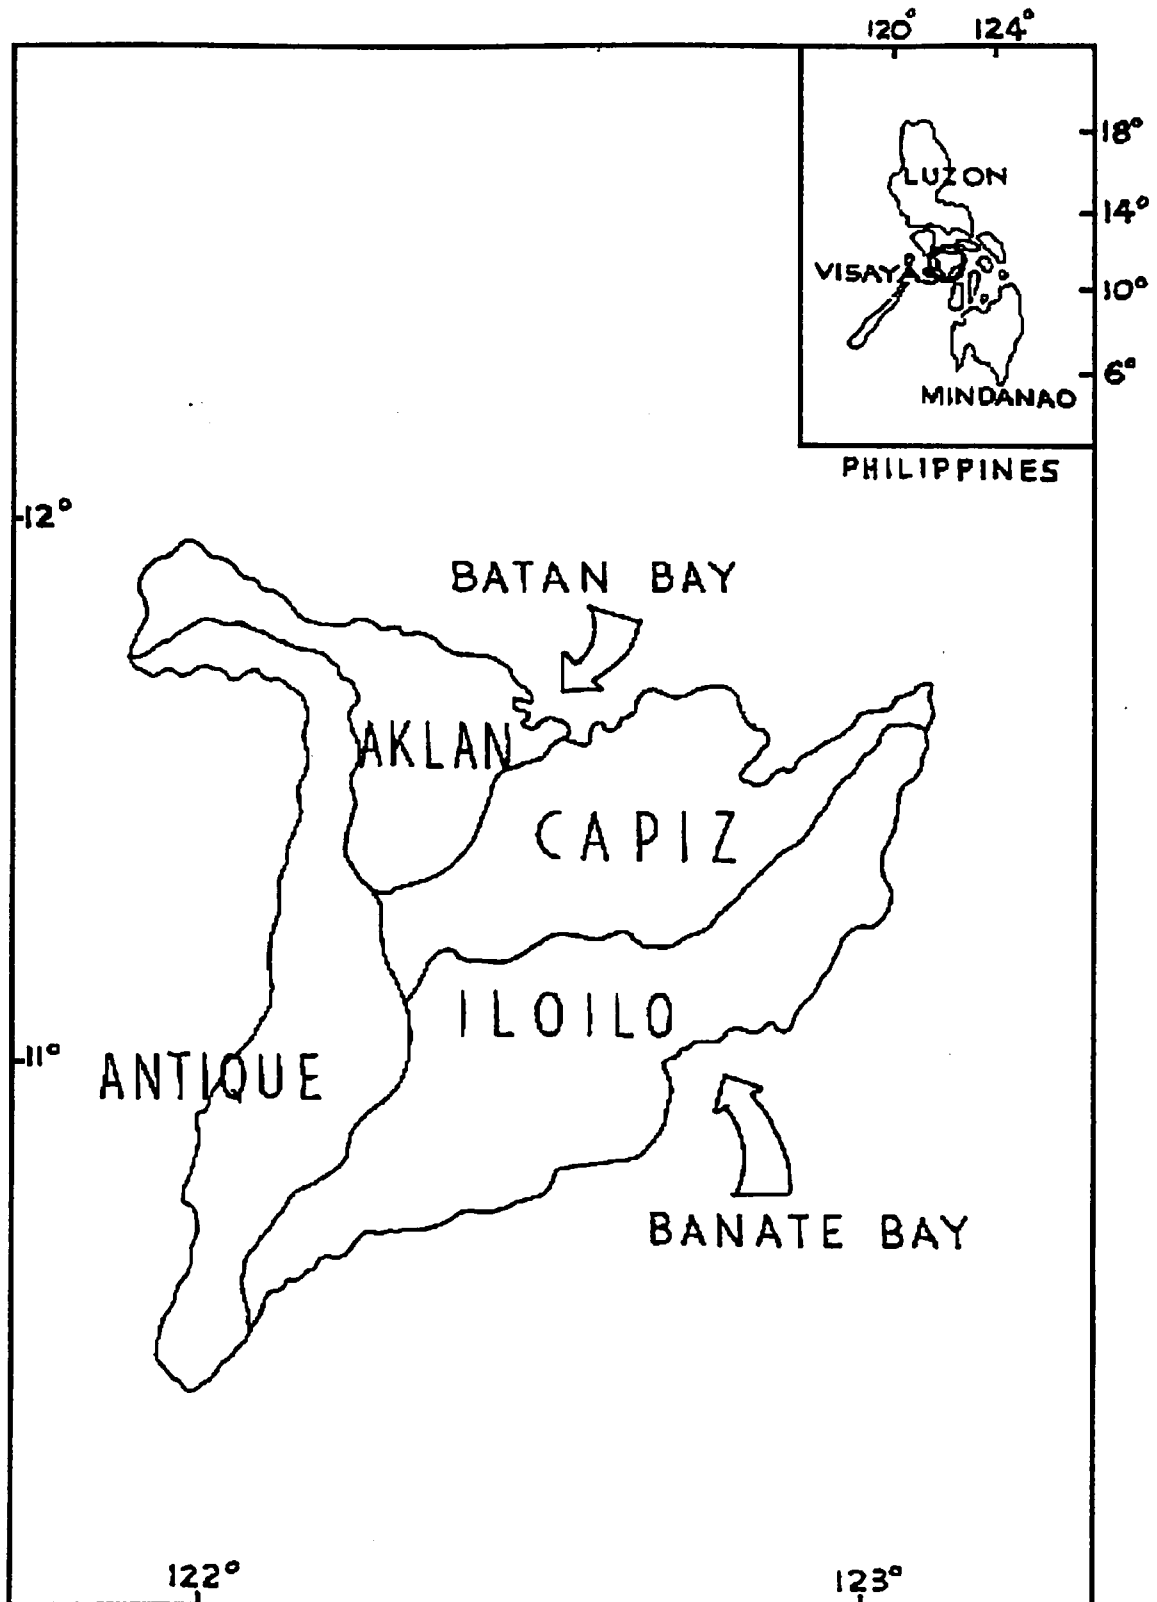 120° 124°
18°
LUZON
14°
VISAYAS
10°
6°
MINDANAO
PHILIPPINES
12°
BATAN BAY
AKLAN
CAPIZ
ILOILO
11°
ANTIQUE
BANATE BAY
122° 123°